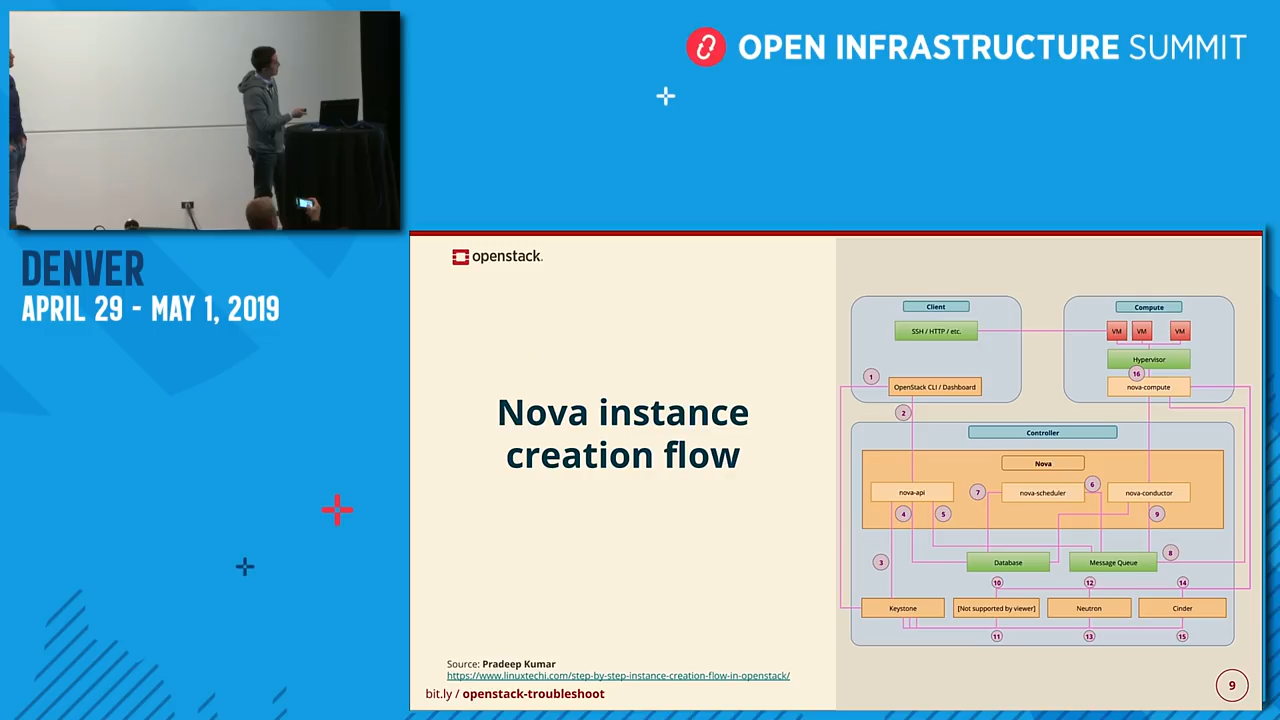 OPEN INFRASTRUCTURE SUMMIT
DENVER
APRIL 29 - MAY 1, 2019
openstack.
Nova instance
creation flow
Source: Pradeep Kumar
https://www.linuxtechi.com/step-by-step-instance-creation-flow-in-openstack/
bit.ly / openstack-troubleshoot
Client
SSH / HTTP / etc.
1
OpenStack CLI / Dashboard
2
Compute
VM VM VM
Hypervisor
16
nova-compute
Controller
Nova
nova-api
7
nova-scheduler
6
nova-conductor
4
5
9
3
Database
Message Queue
8
10
12
14
Keystone
[Not supported by viewer]
Neutron
Cinder
11
13
15
9